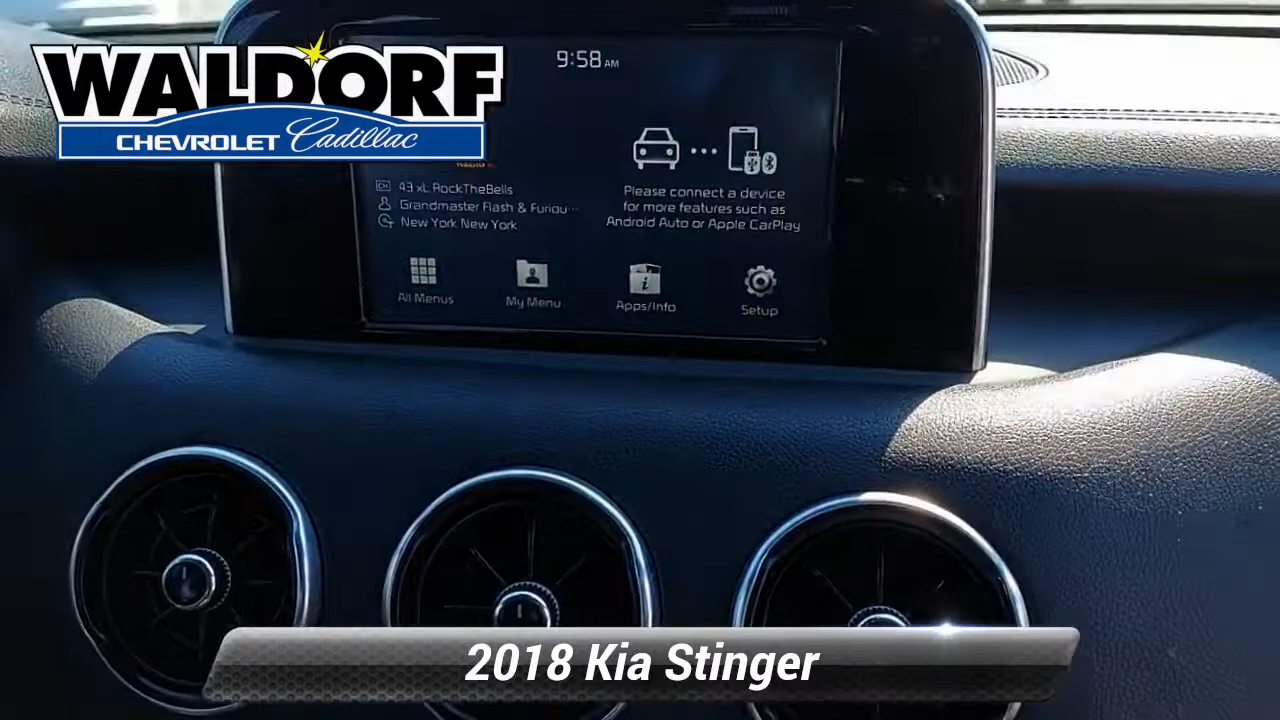 WALDORF
CHEVROLET Cadillac
9:58 AM
CH 43 XL RockTheBells
Grandmaster Flash & Furiou...
New York New York
Please connect a device
for more features such as
Android Auto or Apple CarPlay
All Menus
My Menu
Apps/Info
Setup
2018 Kia Stinger